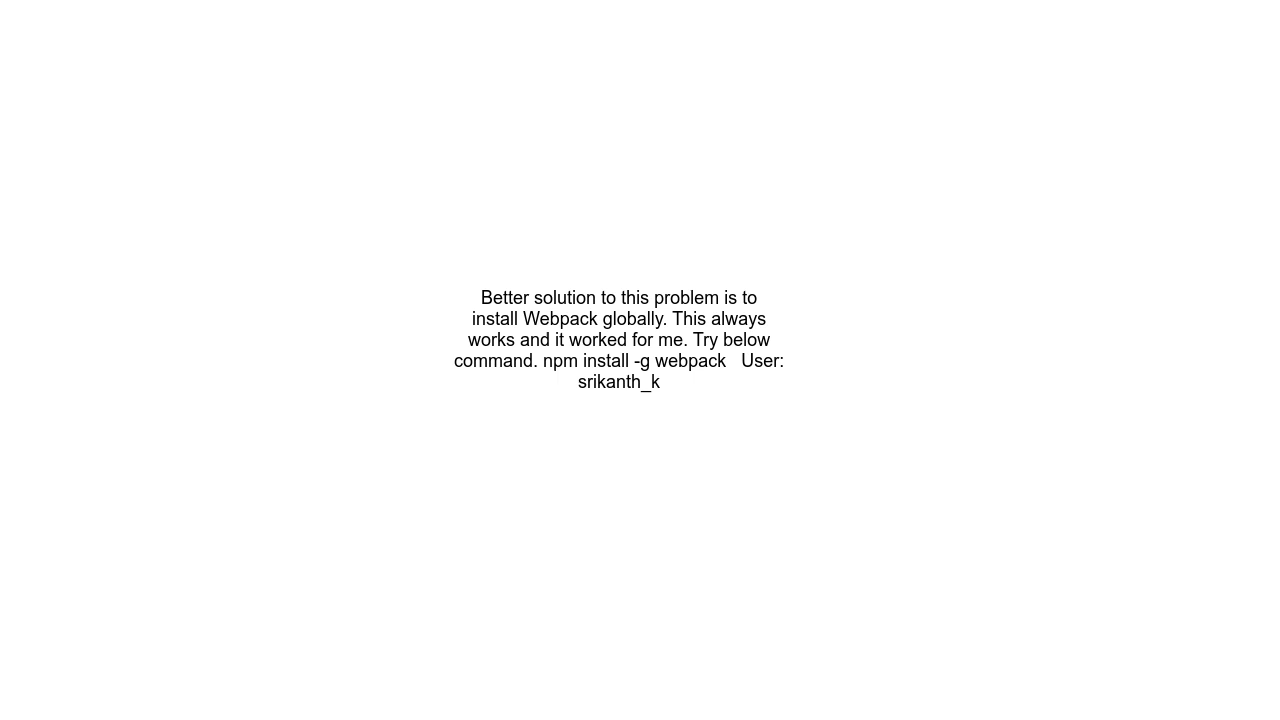 Better solution to this problem is to
install Webpack globally. This always
works and it worked for me. Try below
command. npm install -g webpack   User:
srikanth_k